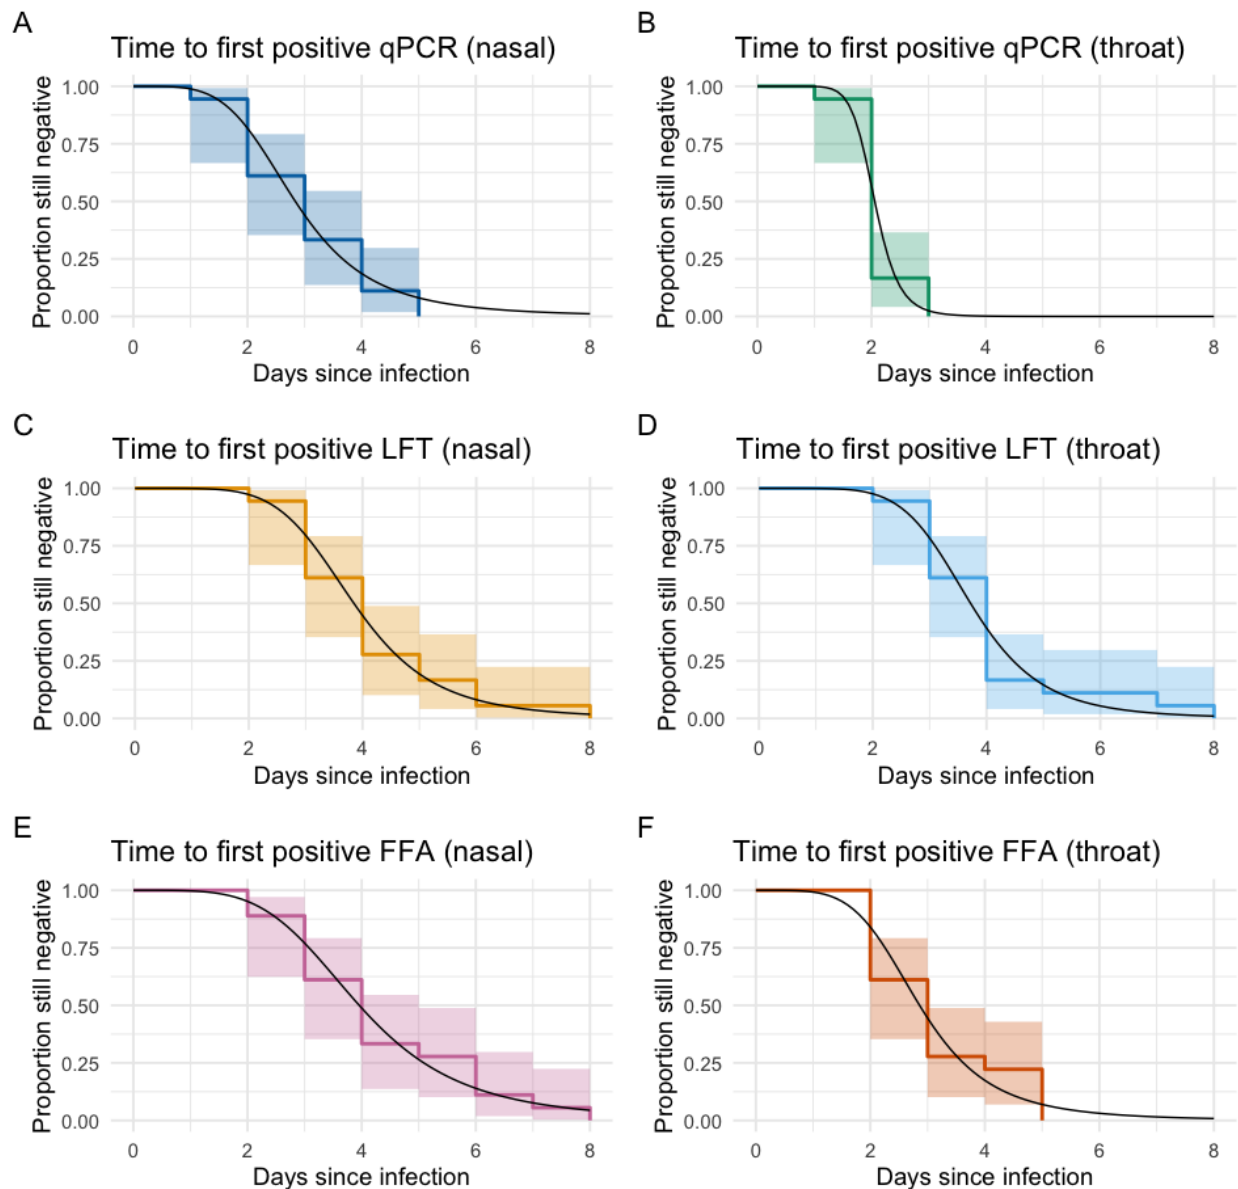 A
Time to first positive qPCR (nasal)
Proportion still negative
1.00
0.75
0.50
0.25
0.00
0 2 4 6 8
Days since infection
B
Time to first positive qPCR (throat)
Proportion still negative
1.00
0.75
0.50
0.25
0.00
0 2 4 6 8
Days since infection
C
Time to first positive LFT (nasal)
Proportion still negative
1.00
0.75
0.50
0.25
0.00
0 2 4 6 8
Days since infection
D
Time to first positive LFT (throat)
Proportion still negative
1.00
0.75
0.50
0.25
0.00
0 2 4 6 8
Days since infection
E
Time to first positive FFA (nasal)
Proportion still negative
1.00
0.75
0.50
0.25
0.00
0 2 4 6 8
Days since infection
F
Time to first positive FFA (throat)
Proportion still negative
1.00
0.75
0.50
0.25
0.00
0 2 4 6 8
Days since infection